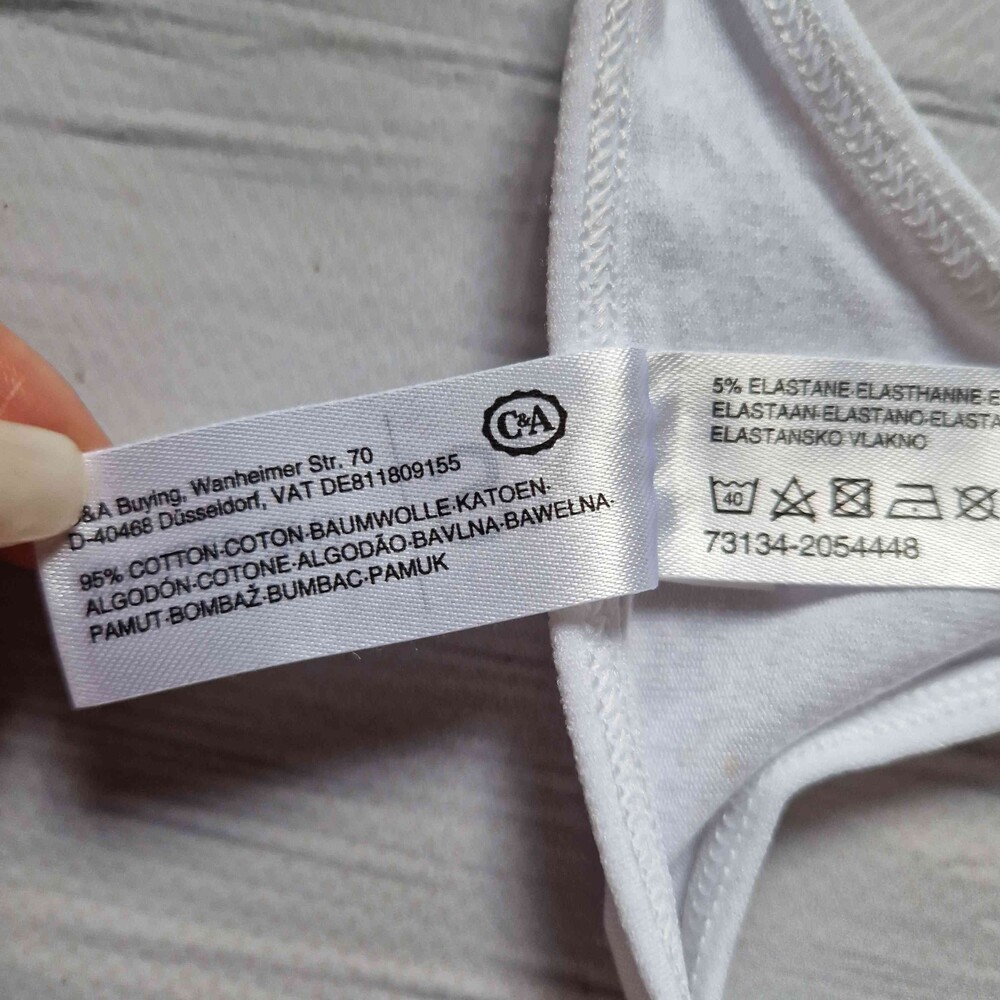 C&A
C&A Buying, Wanheimer Str. 70
D-40468 Düsseldorf, VAT DE811809155
95% COTTON·COTON·BAUMWOLLE·KATOEN·
ALGODÓN·COTONE·ALGODÃO·BAVLNA·BAWEŁNA·
PAMUT·BOMBAŽ·BUMBAC·PAMUK
5% ELASTANE·ELASTHANNE·E
ELASTAAN·ELASTANO·ELASTA
ELASTANSKO VLAKNO
40
73134-2054448